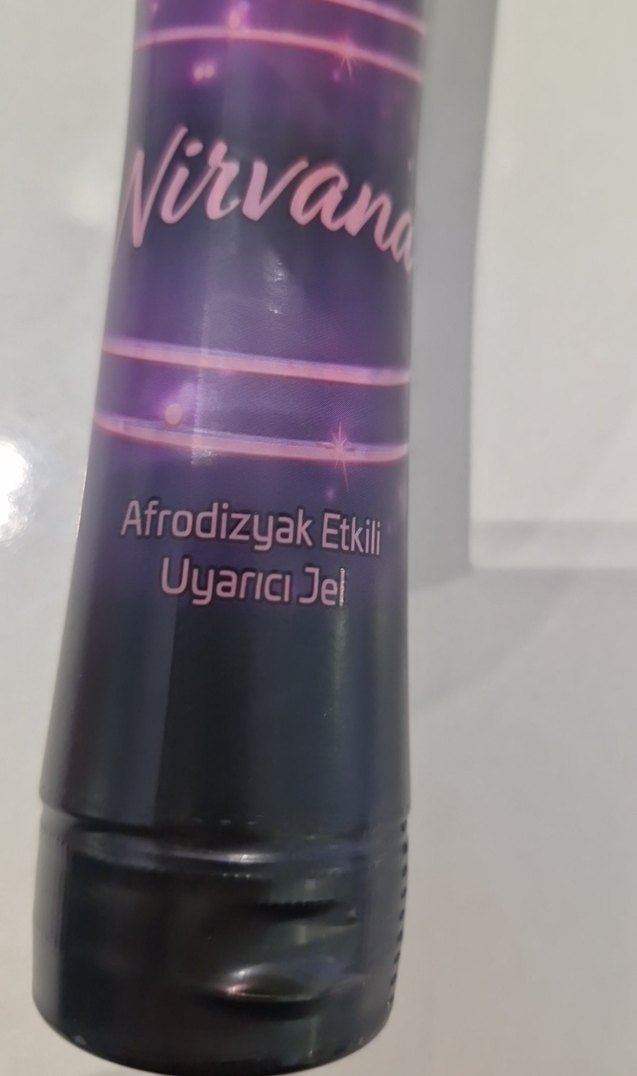 Nirvana
Afrodizyak Etkili
Uyarıcı Jel